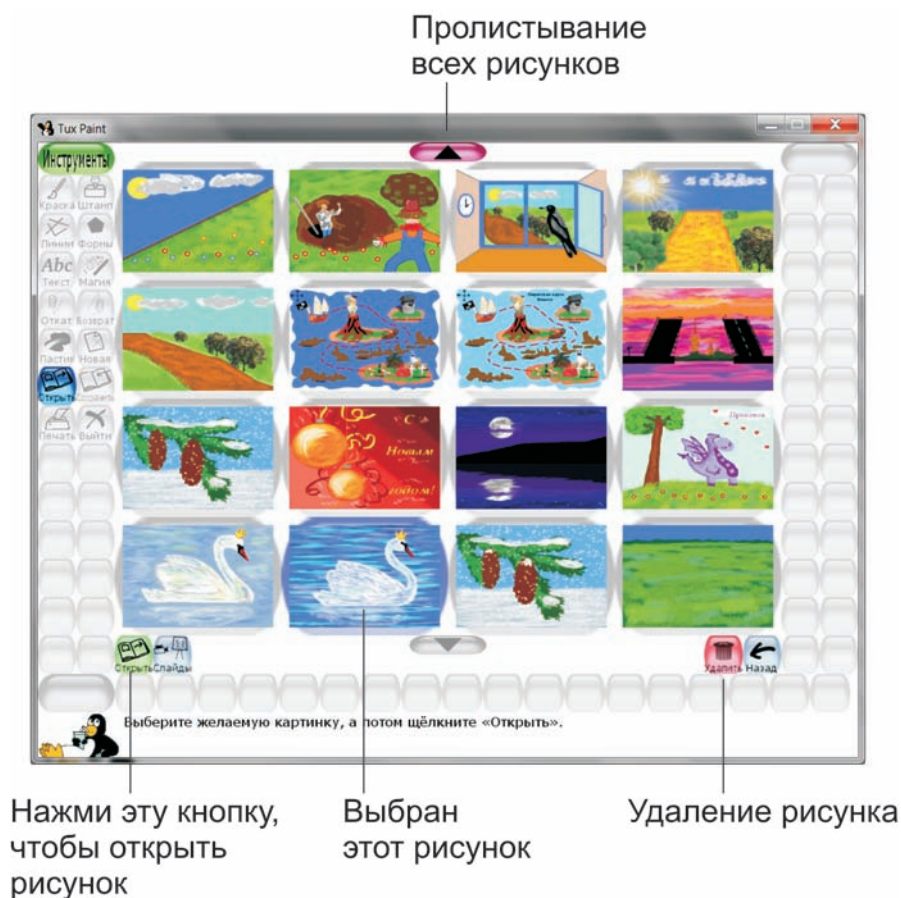 Пролистывание
всех рисунков
Tux Paint
Инструменты
Краска Штамп
Линии Формы
Abc
Текст Магия
Откат Возврат
Ластик Новая
Открыть Сохранить
Печать Выйти
С
Новым
годом!
Открыть Слайды
Удалить Назад
Выберите желаемую картинку, а потом щёлкните «Открыть».
Нажми эту кнопку,
чтобы открыть
рисунок
Выбран
этот рисунок
Удаление рисунка